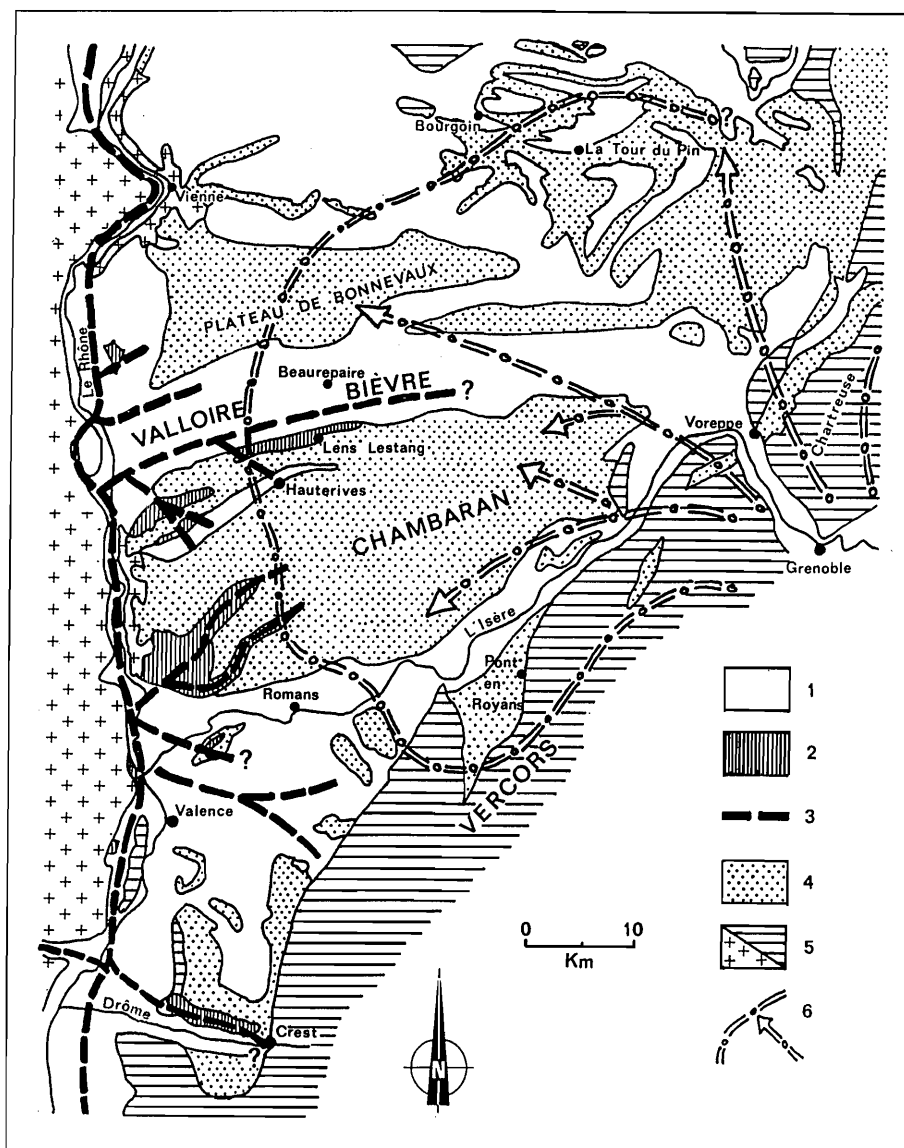 Bourgoin
?
La Tour du Pin
Vienne
PLATEAU DE BONNEVAUX
Le Rhône
Beaurepaire
BIÈVRE
?
VALLOIRE
Voreppe
Chartreuse
Lens Lestang
Hauterives
CHAMBARAN
Grenoble
L'Isère
Pont
en
Royans
Romans
VERCORS
?
Valence
1
2
3
4
5
6
0 10
Km
Drôme
Crest
?
N